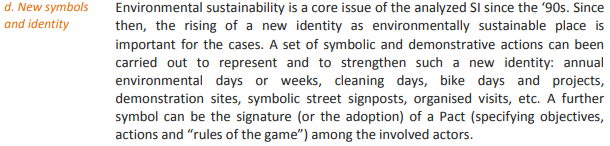 d. New symbols
and identity
Environmental sustainability is a core issue of the analyzed SI since the ‘90s. Since
then, the rising of a new identity as environmentally sustainable place is
important for the cases. A set of symbolic and demonstrative actions can been
carried out to represent and to strengthen such a new identity: annual
environmental days or weeks, cleaning days, bike days and projects,
demonstration sites, symbolic street signposts, organised visits, etc. A further
symbol can be the signature (or the adoption) of a Pact (specifying objectives,
actions and “rules of the game”) among the involved actors.